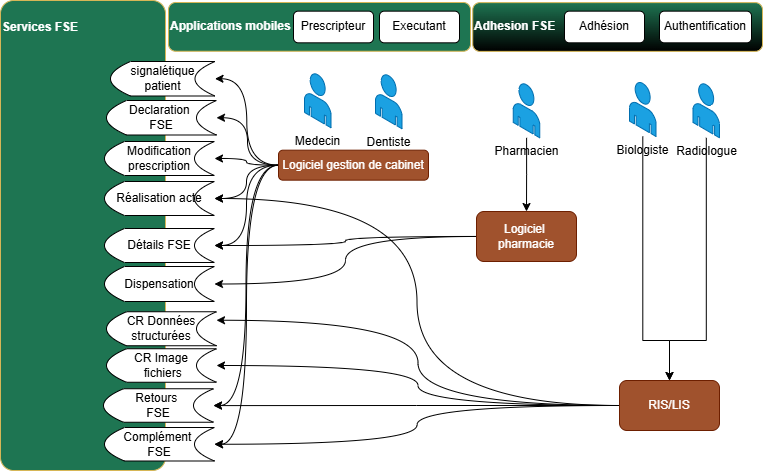 Services FSE
Applications mobiles
Prescripteur
Executant
Adhesion FSE
Adhésion
Authentification
signalétique
patient
Declaration
FSE
Modification
prescription
Réalisation acte
Détails FSE
Dispensation
CR Données
structurées
CR Image
fichiers
Retours
FSE
Complément
FSE
Medecin
Dentiste
Logiciel gestion de cabinet
Pharmacien
Biologiste
Radiologue
Logiciel
pharmacie
RIS/LIS